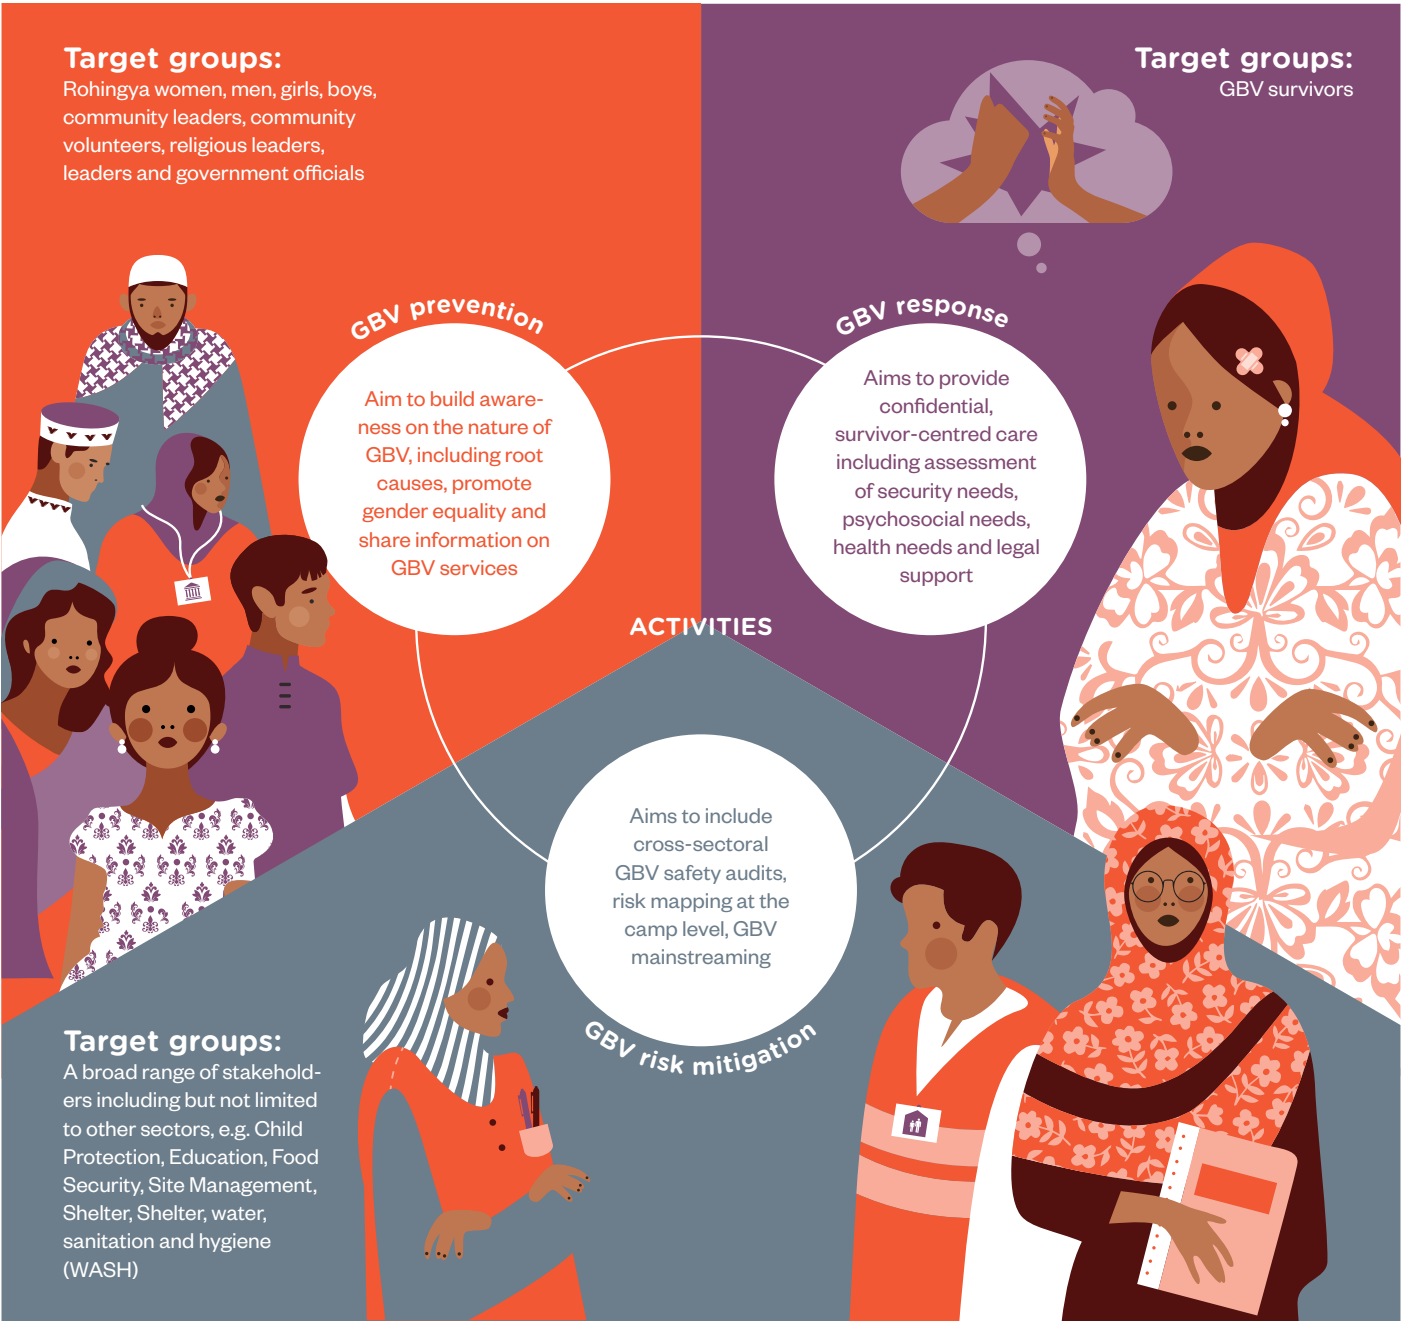 Target groups:
Rohingya women, men, girls, boys,
community leaders, community
volunteers, religious leaders,
leaders and government officials
Target groups:
GBV survivors
GBV prevention
Aim to build aware-
ness on the nature of
GBV, including root
causes, promote
gender equality and
share information on
GBV services
GBV response
Aims to provide
confidential,
survivor-centred care
including assessment
of security needs,
psychosocial needs,
health needs and legal
support
ACTIVITIES
Aims to include
cross-sectoral
GBV safety audits,
risk mapping at the
camp level, GBV
mainstreaming
GBV risk mitigation
Target groups:
A broad range of stakehold-
ers including but not limited
to other sectors, e.g. Child
Protection, Education, Food
Security, Site Management,
Shelter, Shelter, water,
sanitation and hygiene
(WASH)